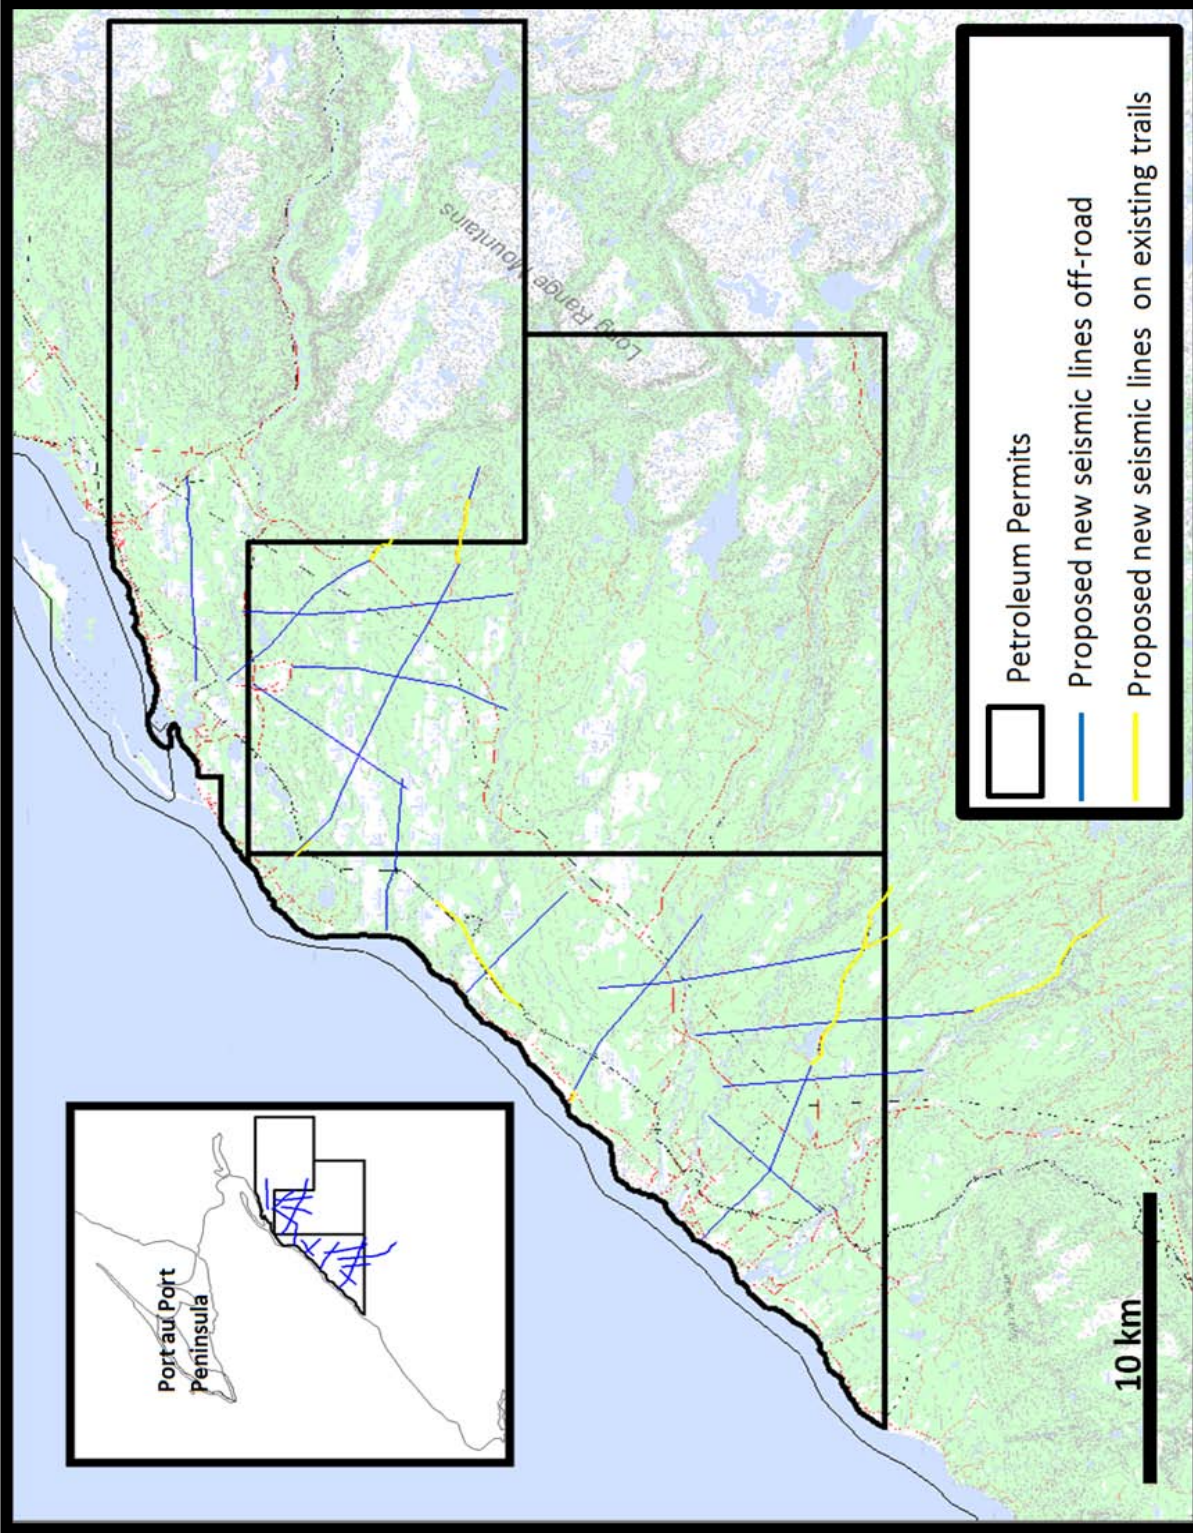 Port au Port
Peninsula
Long Range Mountains
10 km
Petroleum Permits
Proposed new seismic lines off-road
Proposed new seismic lines on existing trails